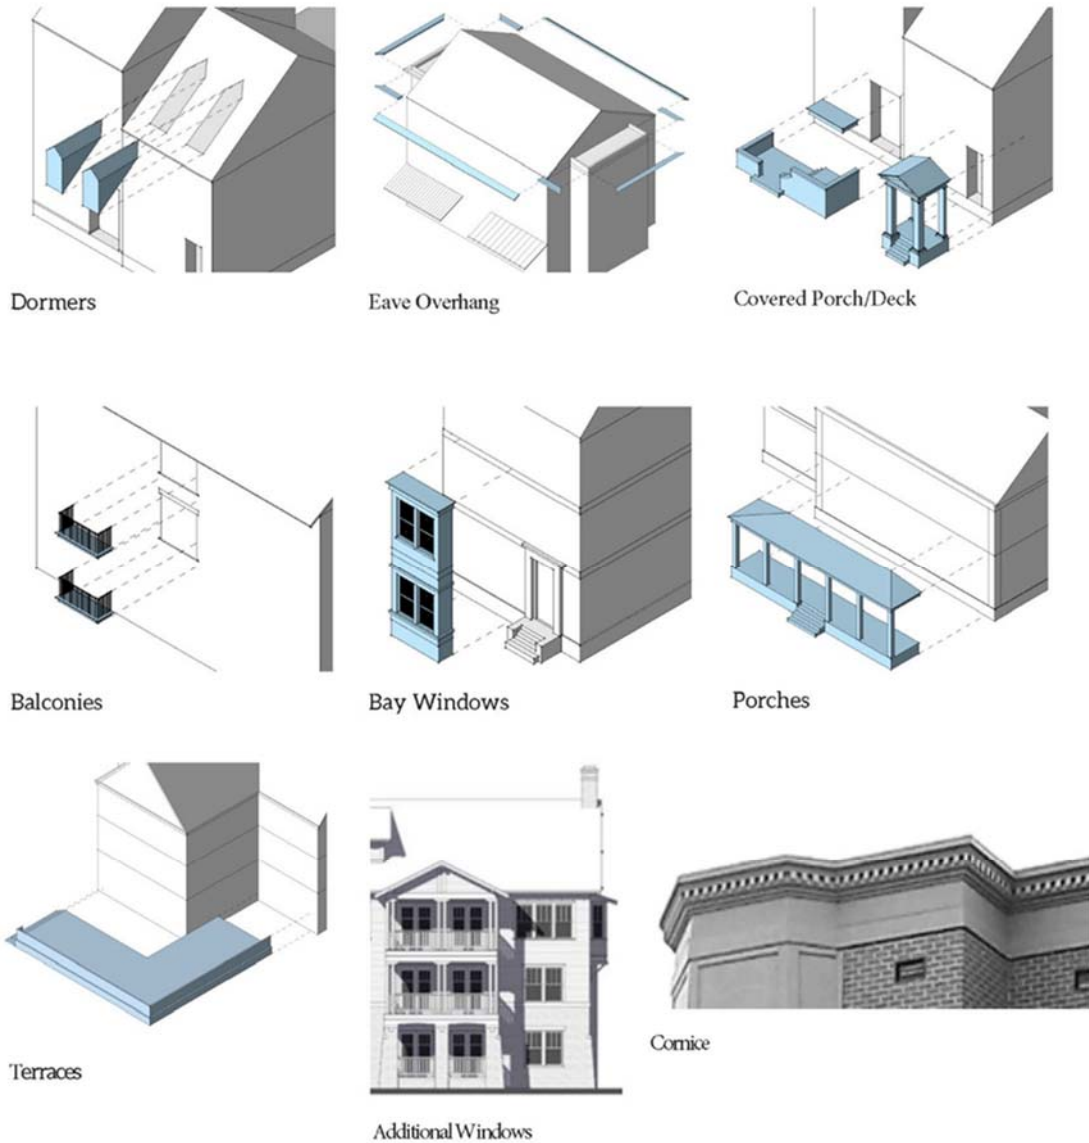 Dormers
Eave Overhang
Covered Porch/Deck
Balconies
Bay Windows
Porches
Terraces
Additional Windows
Cornice